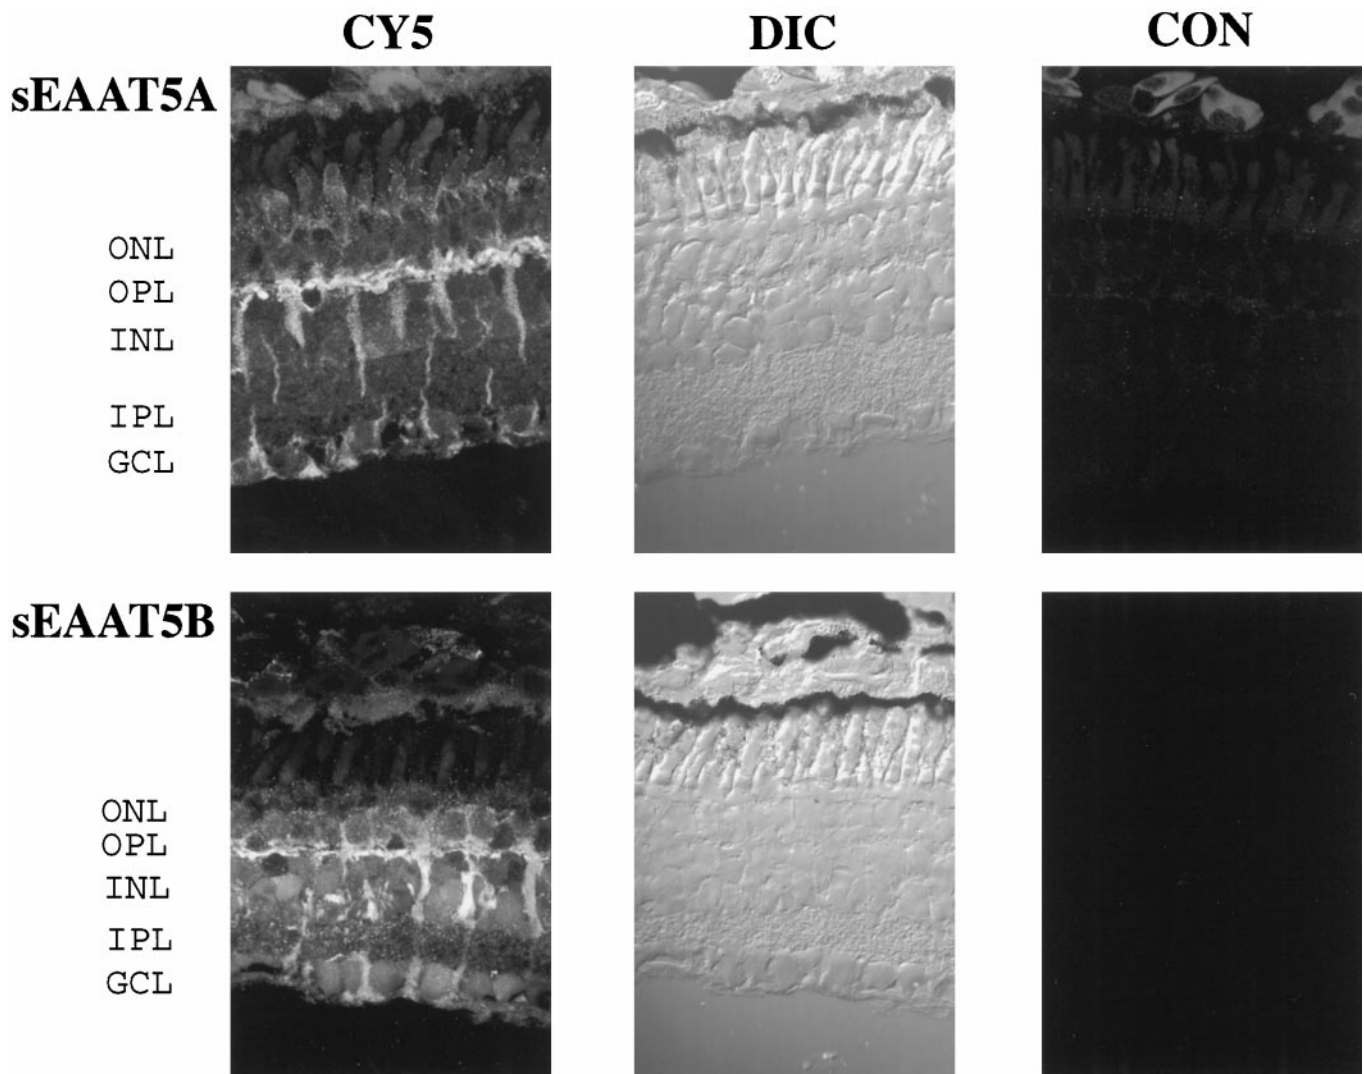 CY5 DIC CON
sEAAT5A
ONL
OPL
INL
IPL
GCL
sEAAT5B
ONL
OPL
INL
IPL
GCL